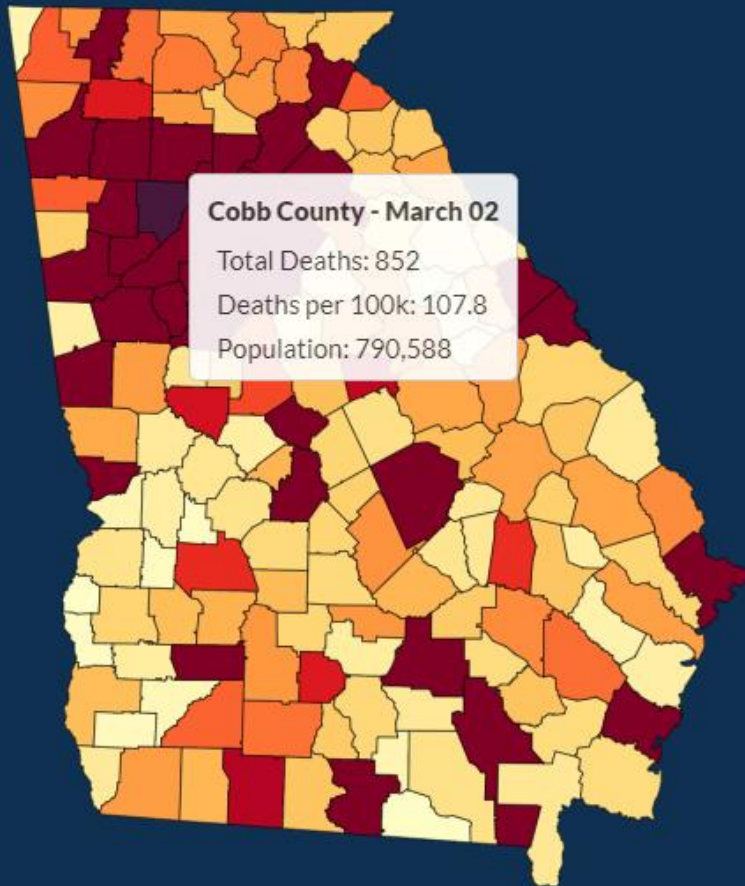 Cobb County - March 02
Total Deaths: 852
Deaths per 100k: 107.8
Population: 790,588